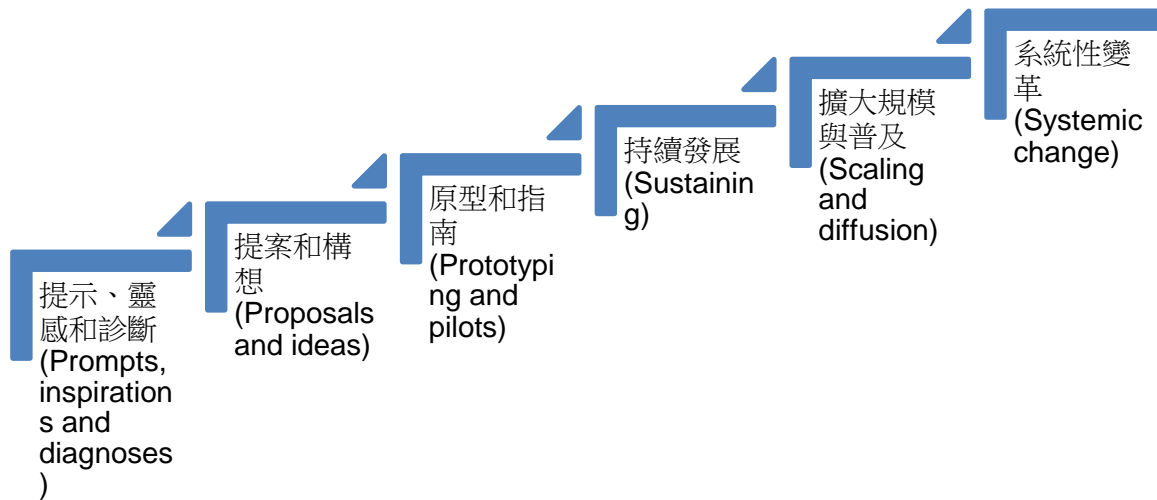 提示、靈
感和診斷
(Prompts,
inspiration
s and
diagnoses
)
提案和構
想
(Proposals
and ideas)
原型和指
南
(Prototypi
ng and
pilots)
持續發展
(Sustainin
g)
擴大規模
與普及
(Scaling
and
diffusion)
系統性變
革
(Systemic
change)